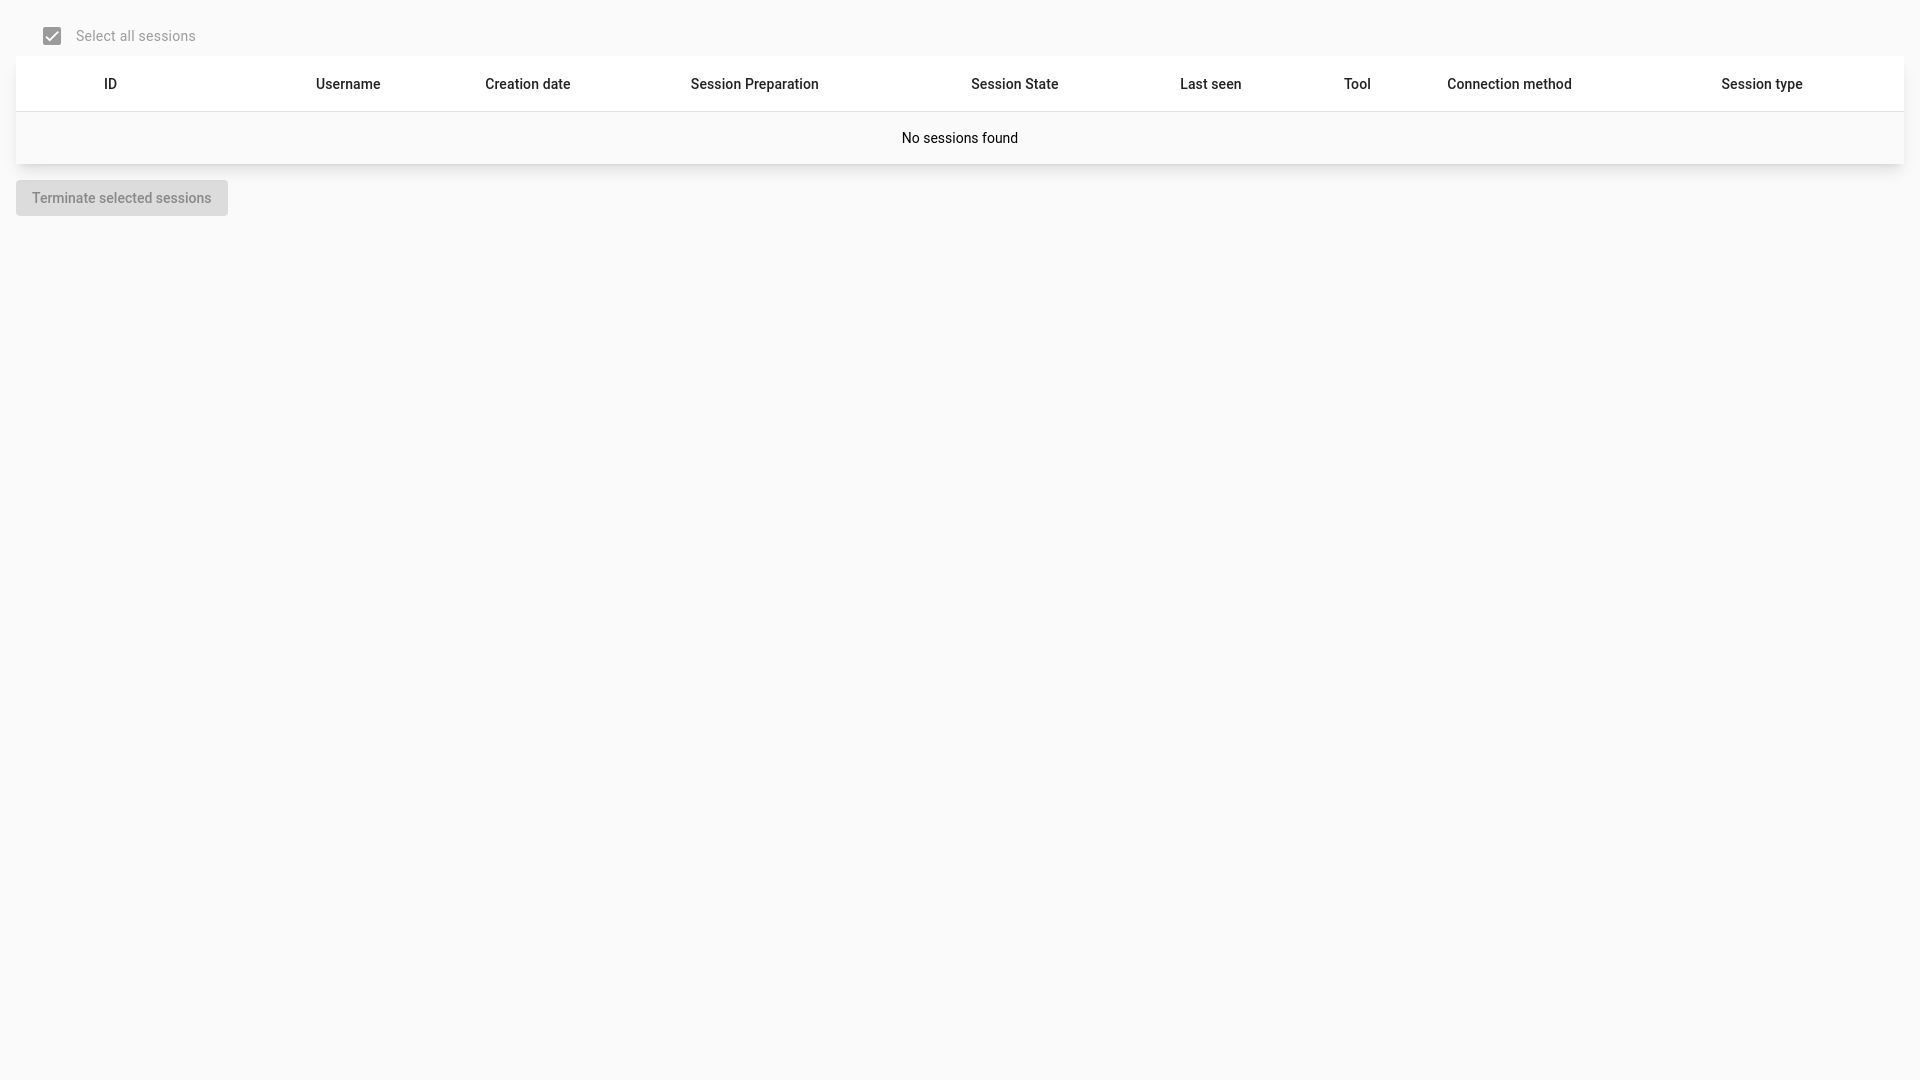 Select all sessions
ID Username Creation date Session Preparation Session State Last seen Tool Connection method Session type
No sessions found
Terminate selected sessions